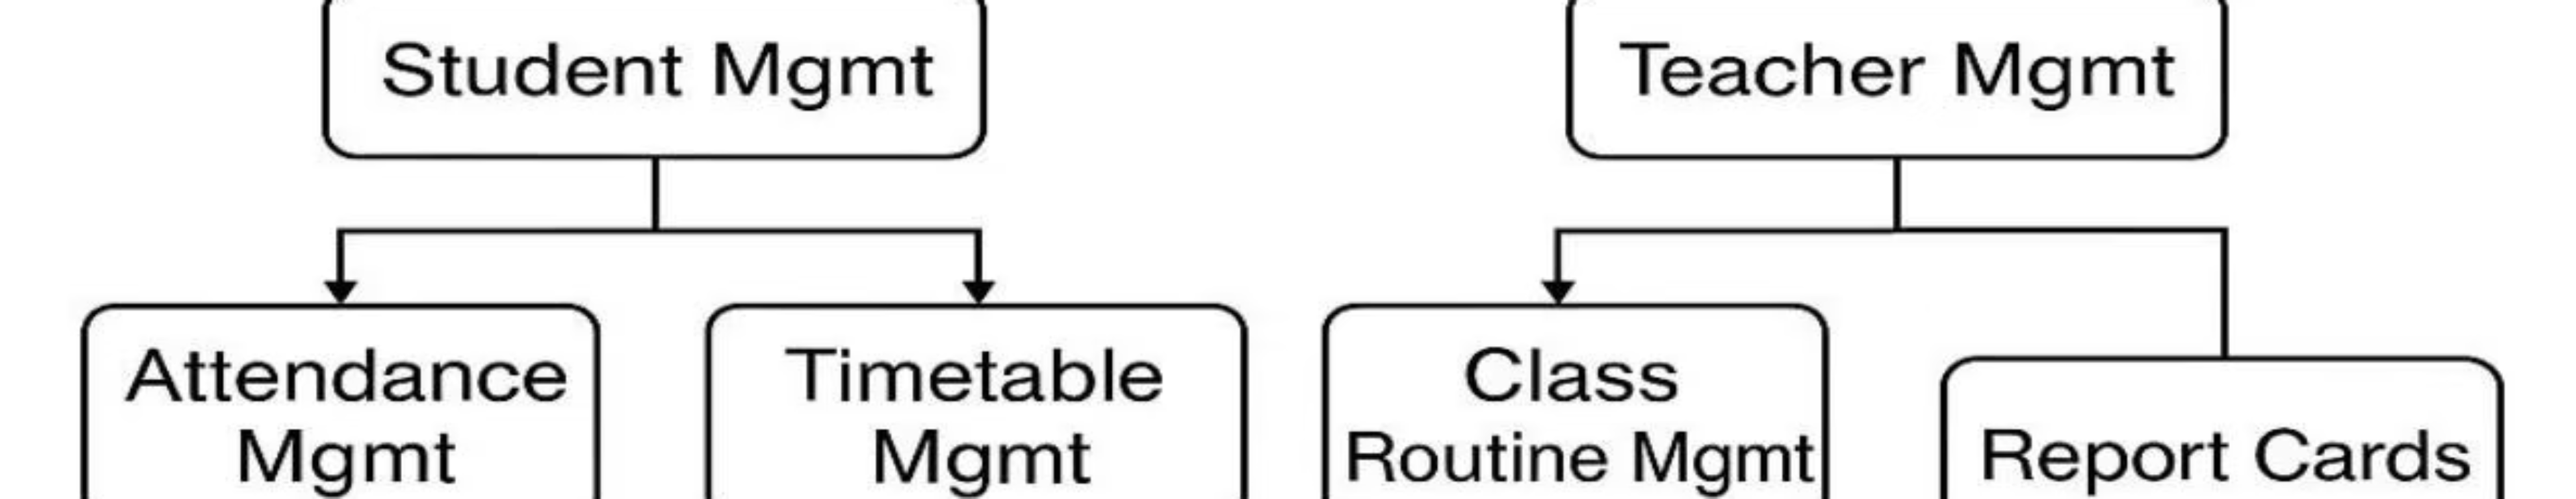 Student Mgmt
Teacher Mgmt
Attendance
Mgmt
Timetable
Mgmt
Class
Routine Mgmt
Report Cards